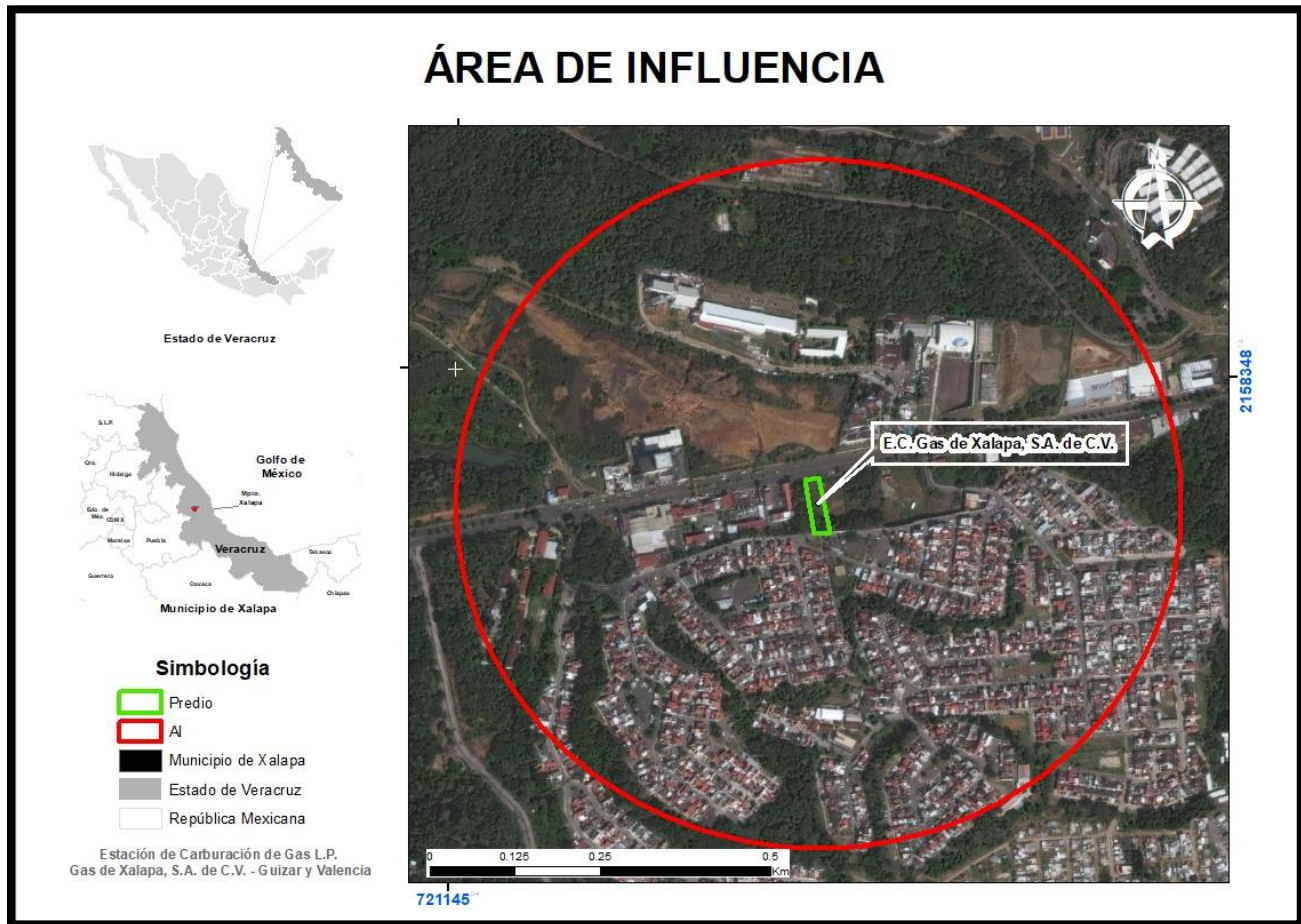 ÁREA DE INFLUENCIA
Estado de Veracruz
S.L.P.
Qro.
Hidalgo
Golfo de
México
Mpio.
Xalapa
Edo. de
Méx.
CDMX
Morelos
Puebla
Veracruz
Tabasco
Guerrero
Oaxaca
Chiapas
Municipio de Xalapa
Simbología
Predio
AI
Municipio de Xalapa
Estado de Veracruz
República Mexicana
Estación de Carburación de Gas L.P.
Gas de Xalapa, S.A. de C.V. - Guizar y Valencia
N
E.C. Gas de Xalapa, S.A. de C.V.
2158348
0 0.125 0.25 0.5
Km
721145